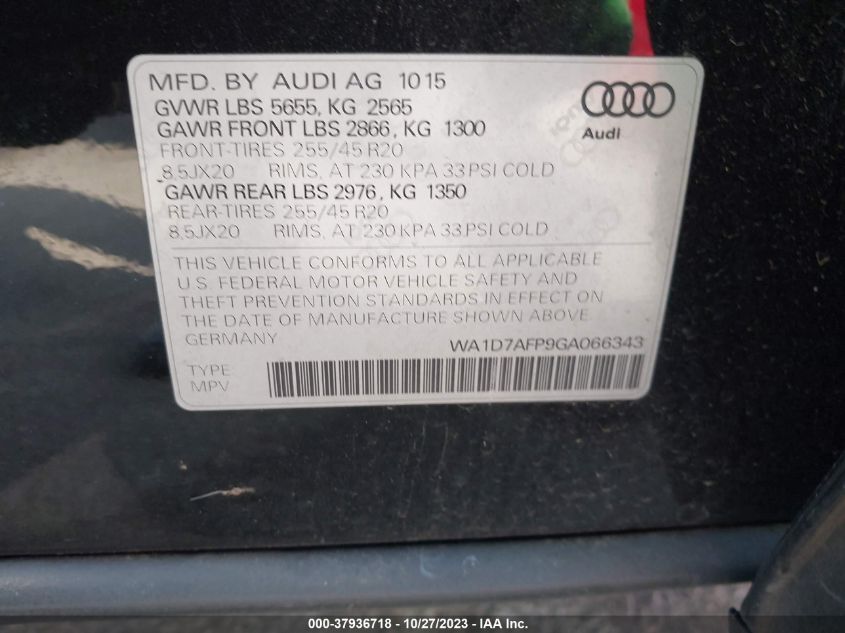 MFD. BY AUDI AG 10 15
GVWR LBS 5655, KG 2565
GAWR FRONT LBS 2866, KG 1300
FRONT-TIRES 255/45 R20
8.5JX20 RIMS, AT 230 KPA 33 PSI COLD
GAWR REAR LBS 2976, KG 1350
REAR-TIRES 255/45 R20
8.5JX20 RIMS, AT 230 KPA 33 PSI COLD
Audi
THIS VEHICLE CONFORMS TO ALL APPLICABLE
U.S. FEDERAL MOTOR VEHICLE SAFETY AND
THEFT PREVENTION STANDARDS IN EFFECT ON
THE DATE OF MANUFACTURE SHOWN ABOVE.
GERMANY
WA1D7AFP9GA066343
TYPE:
MPV
000-37936718 - 10/27/2023 - IAAI.COM